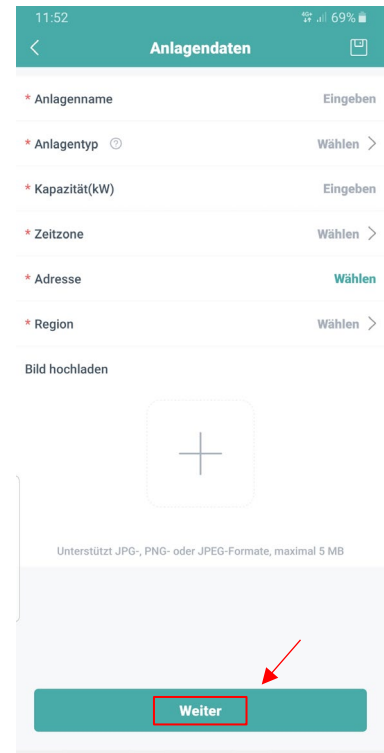 11:52 69%
Anlagendaten
* Anlagenname Eingeben
* Anlagentyp ? Wählen >
* Kapazität(kW) Eingeben
* Zeitzone Wählen >
* Adresse Wählen
* Region Wählen >
Bild hochladen
Unterstützt JPG-, PNG- oder JPEG-Formate, maximal 5 MB
Weiter